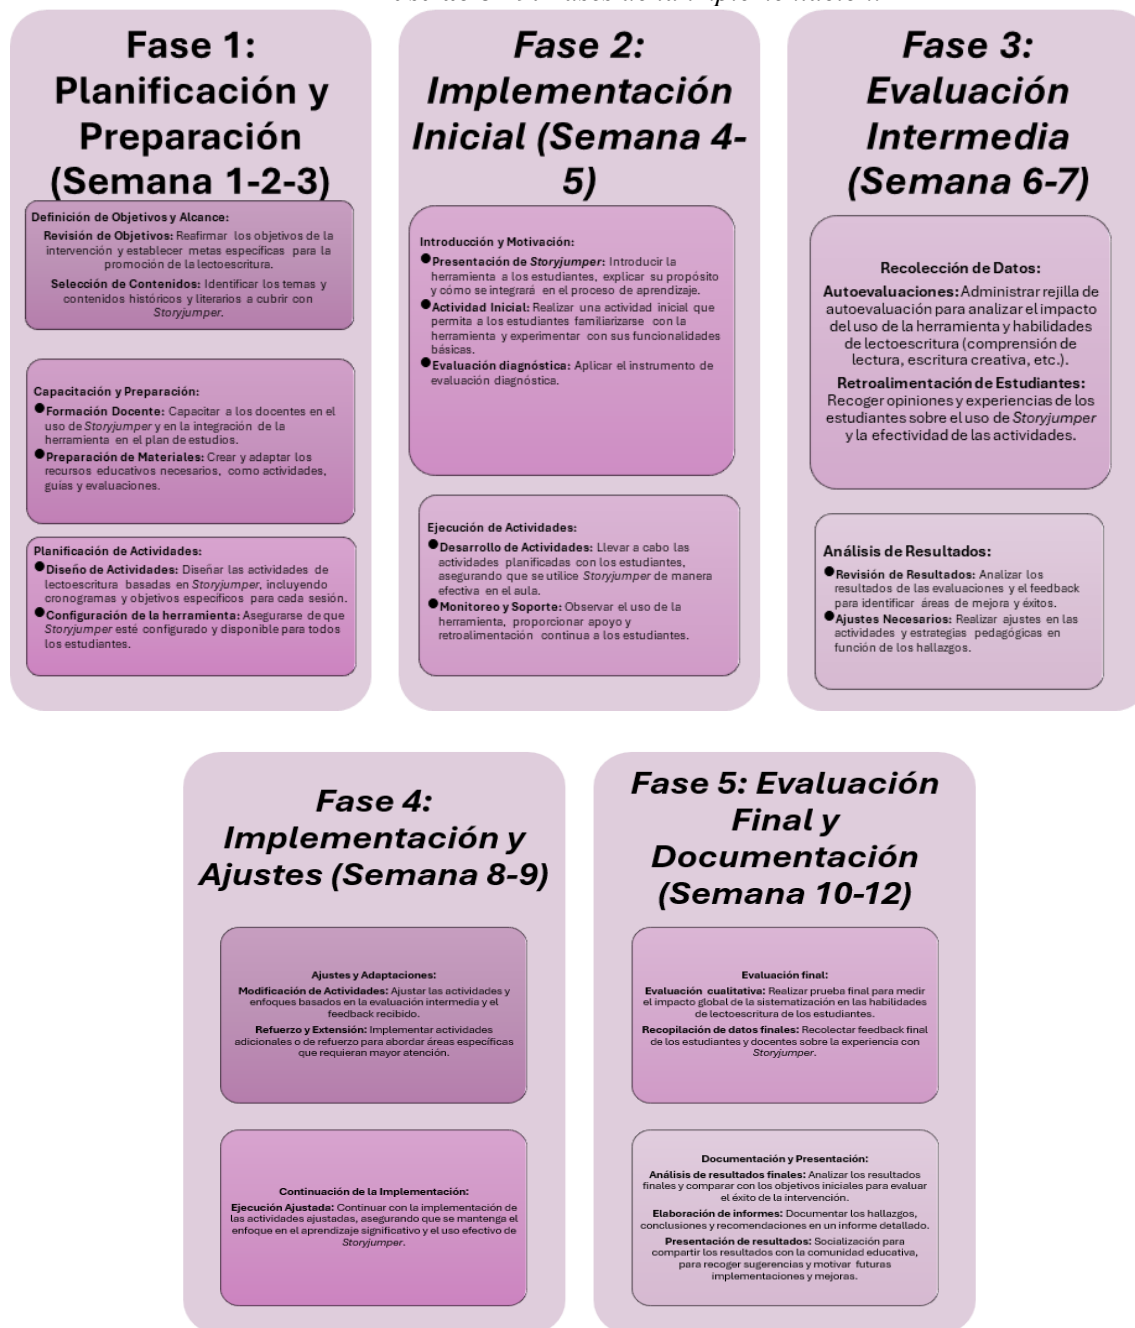 Fase 1:
Planificación y
Preparación
(Semana 1-2-3)
Definición de Objetivos y Alcance:
Revisión de Objetivos: Reafirmar los objetivos de la
intervención y establecer metas específicas para la
promoción de la lectoescritura.
Selección de Contenidos: Identificar los temas y
contenidos históricos y literarios a cubrir con
Storyjumper.
Capacitación y Preparación:
●Formación Docente: Capacitar a los docentes en el
uso de Storyjumper y en la integración de la
herramienta en el plan de estudios.
●Preparación de Materiales: Crear y adaptar los
recursos educativos necesarios, como actividades,
guías y evaluaciones.
Planificación de Actividades:
●Diseño de Actividades: Diseñar las actividades de
lectoescritura basadas en Storyjumper, incluyendo
cronogramas y objetivos específicos para cada sesión.
●Configuración de la herramienta: Asegurarse de que
Storyjumper esté configurado y disponible para todos
los estudiantes.
Fase 2:
Implementación
Inicial (Semana 4-
5)
Introducción y Motivación:
●Presentación de Storyjumper: Introducir la
herramienta a los estudiantes, explicar su propósito
y cómo se integrará en el proceso de aprendizaje.
●Actividad Inicial: Realizar una actividad inicial que
permita a los estudiantes familiarizarse con la
herramienta y experimentar con sus funcionalidades
básicas.
●Evaluación diagnóstica: Aplicar el instrumento de
evaluación diagnóstica.
Ejecución de Actividades:
●Desarrollo de Actividades: Llevar a cabo las
actividades planificadas con los estudiantes,
asegurando que se utilice Storyjumper de manera
efectiva en el aula.
●Monitoreo y Soporte: Observar el uso de la
herramienta, proporcionar apoyo y
retroalimentación continua a los estudiantes.
Fase 3:
Evaluación
Intermedia
(Semana 6-7)
Recolección de Datos:
Autoevaluaciones: Administrar rejilla de
autoevaluación para analizar el impacto
del uso de la herramienta y habilidades
de lectoescritura (comprensión de
lectura, escritura creativa, etc.).
Retroalimentación de Estudiantes:
Recoger opiniones y experiencias de los
estudiantes sobre el uso de Storyjumper
y la efectividad de las actividades.
Análisis de Resultados:
●Revisión de Resultados: Analizar los
resultados de las evaluaciones y el feedback
para identificar áreas de mejora y éxitos.
●Ajustes Necesarios: Realizar ajustes en las
actividades y estrategias pedagógicas en
función de los hallazgos.
Fase 4:
Implementación y
Ajustes (Semana 8-9)
Ajustes y Adaptaciones:
Modificación de Actividades: Ajustar las actividades y
enfoques basados en la evaluación intermedia y el
feedback recibido.
Refuerzo y Extensión: Implementar actividades
adicionales o de refuerzo para abordar áreas específicas
que requieran mayor atención.
Continuación de la Implementación:
Ejecución Ajustada: Continuar con la implementación de
las actividades ajustadas, asegurando que se mantenga el
enfoque en el aprendizaje significativo y el uso efectivo de
Storyjumper.
Fase 5: Evaluación
Final y
Documentación
(Semana 10-12)
Evaluación final:
Evaluación cualitativa: Realizar prueba final para medir
el impacto global de la sistematización en las habilidades
de lectoescritura de los estudiantes.
Recopilación de datos finales: Recolectar feedback final
de los estudiantes y docentes sobre la experiencia con
Storyjumper.
Documentación y Presentación:
Análisis de resultados finales: Analizar los resultados
finales y comparar con los objetivos iniciales para evaluar
el éxito de la intervención.
Elaboración de informes: Documentar los hallazgos,
conclusiones y recomendaciones en un informe detallado.
Presentación de resultados: Socialización para
compartir los resultados con la comunidad educativa,
para recoger sugerencias y motivar futuras
implementaciones y mejoras.